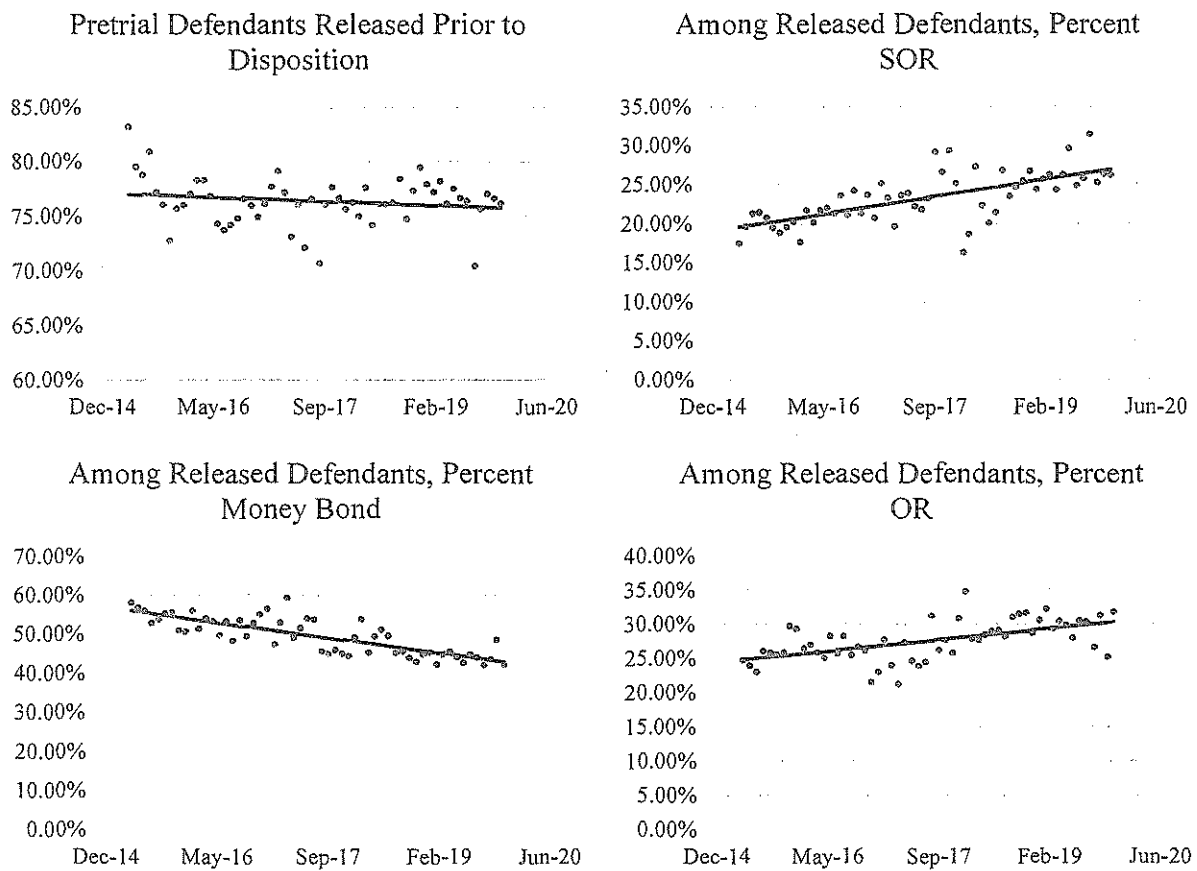 Pretrial Defendants Released Prior to
Disposition
85.00%
80.00%
75.00%
70.00%
65.00%
60.00%
Dec-14 May-16 Sep-17 Feb-19 Jun-20
Among Released Defendants, Percent
SOR
35.00%
30.00%
25.00%
20.00%
15.00%
10.00%
5.00%
0.00%
Dec-14 May-16 Sep-17 Feb-19 Jun-20
Among Released Defendants, Percent
Money Bond
70.00%
60.00%
50.00%
40.00%
30.00%
20.00%
10.00%
0.00%
Dec-14 May-16 Sep-17 Feb-19 Jun-20
Among Released Defendants, Percent
OR
40.00%
35.00%
30.00%
25.00%
20.00%
15.00%
10.00%
5.00%
0.00%
Dec-14 May-16 Sep-17 Feb-19 Jun-20